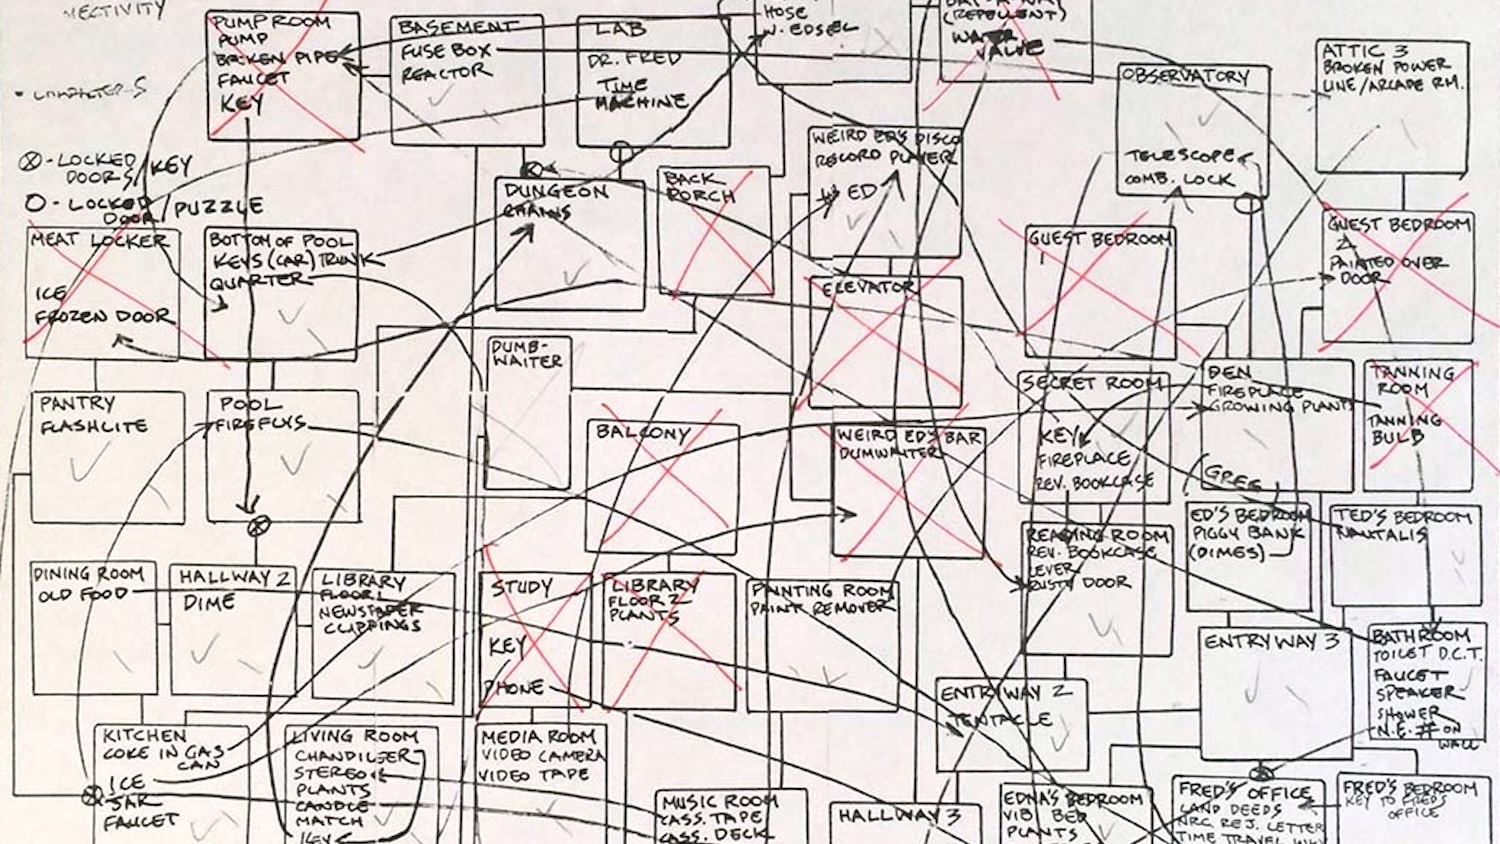 PUMP ROOM
PUMP
BROKEN PIPE
FAUCET
KEY
BASEMENT
FUSE BOX
REACTOR
LAB
DR. FRED
TIME
MACHINE
HOSE
W. EDSEL
(REPELLENT)
WATER
VALVE
OBSERVATORY
TELESCOPE
COMB. LOCK
ATTIC 3
BROKEN POWER
LINE/ARCADE RM.
⊗ - LOCKED
DOORS/KEY
O - LOCKED
DOOR/PUZZLE
DUNGEON
CHAINS
BACK
PORCH
WEIRD ED'S DISCO
RECORD PLAYER
ED
MEAT LOCKER
ICE
FROZEN DOOR
BOTTOM OF POOL
KEYS (CAR) TRUNK
QUARTER
ELEVATOR
GUEST BEDROOM
GUEST BEDROOM
2
PAINTED OVER
DOOR
DUMB-
WAITER
PANTRY
FLASHLITE
POOL
FIREFLYS
BALCONY
WEIRD ED'S BAR
DUMWAITER
SECRET ROOM
KEY
FIREPLACE
REV. BOOKCASE
DEN
FIREPLACE
GROWING PLANT
(GREG)
TANNING
ROOM
TANNING
BULB
DINING ROOM
OLD FOOD
HALLWAY 2
DIME
LIBRARY
FLOOR 1
NEWSPAPER
CLIPPINGS
STUDY
KEY
PHONE
LIBRARY
FLOOR 2
PLANTS
PAINTING ROOM
PAINT REMOVER
READING ROOM
REV. BOOKCASE
LEVER
RUSTY DOOR
ED'S BEDROOM
PIGGY BANK
(DIMES)
TED'S BEDROOM
NAUTALIS
ENTRYWAY 2
TENTACLE
ENTRYWAY 3
BATHROOM
TOILET D.C.T.
FAUCET
SPEAKER
SHOWER
N.E. # ON
WALL
KITCHEN
COKE IN GAS
CAN
ICE
JAR
FAUCET
LIVING ROOM
CHANDILIER
STEREO
PLANTS
CANDLE
MATCH
KEY
MEDIA ROOM
VIDEO CAMERA
VIDEO TAPE
MUSIC ROOM
CASS. TAPE
CASS. DECK
HALLWAY 3
EDNA'S BEDROOM
VIB. BED
PLANTS
FRED'S OFFICE
LAND DEEDS
NRC REJ. LETTER
TIME TRAVEL
FRED'S BEDROOM
KEY TO FRED'S
OFFICE